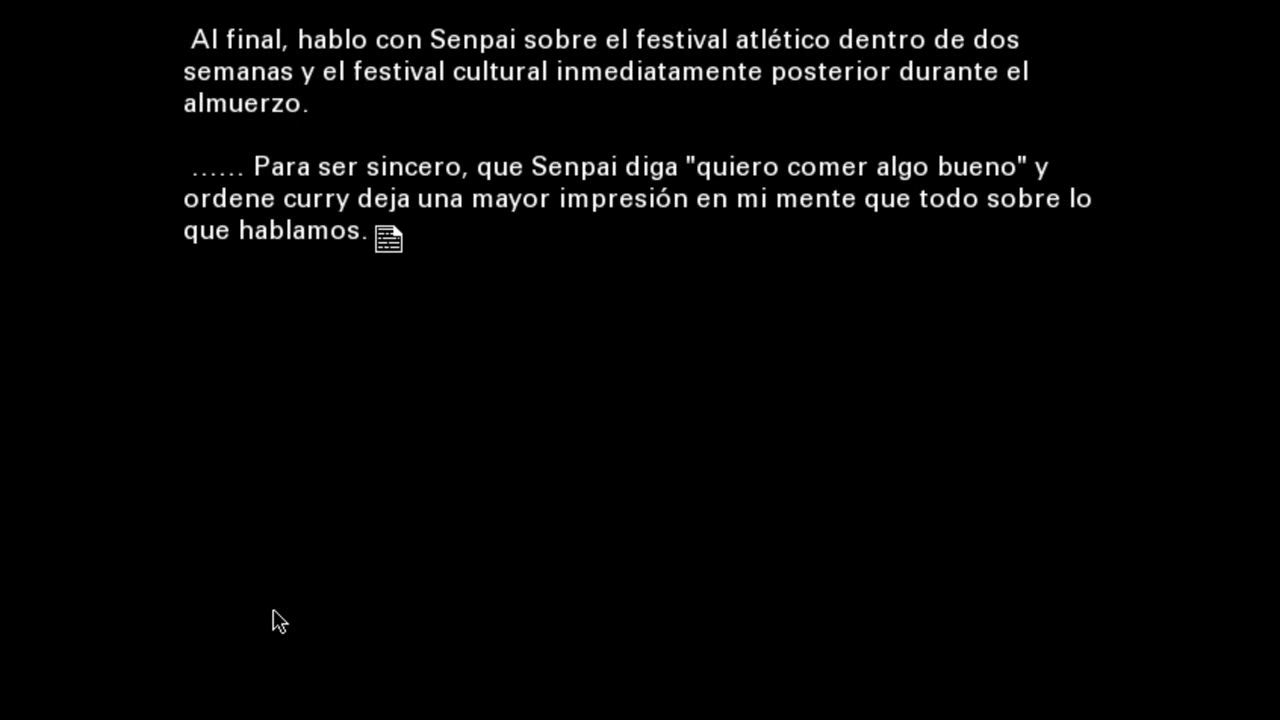 Al final, hablo con Senpai sobre el festival atlético dentro de dos
semanas y el festival cultural inmediatamente posterior durante el
almuerzo.
...... Para ser sincero, que Senpai diga "quiero comer algo bueno" y
ordene curry deja una mayor impresión en mi mente que todo sobre lo
que hablamos.